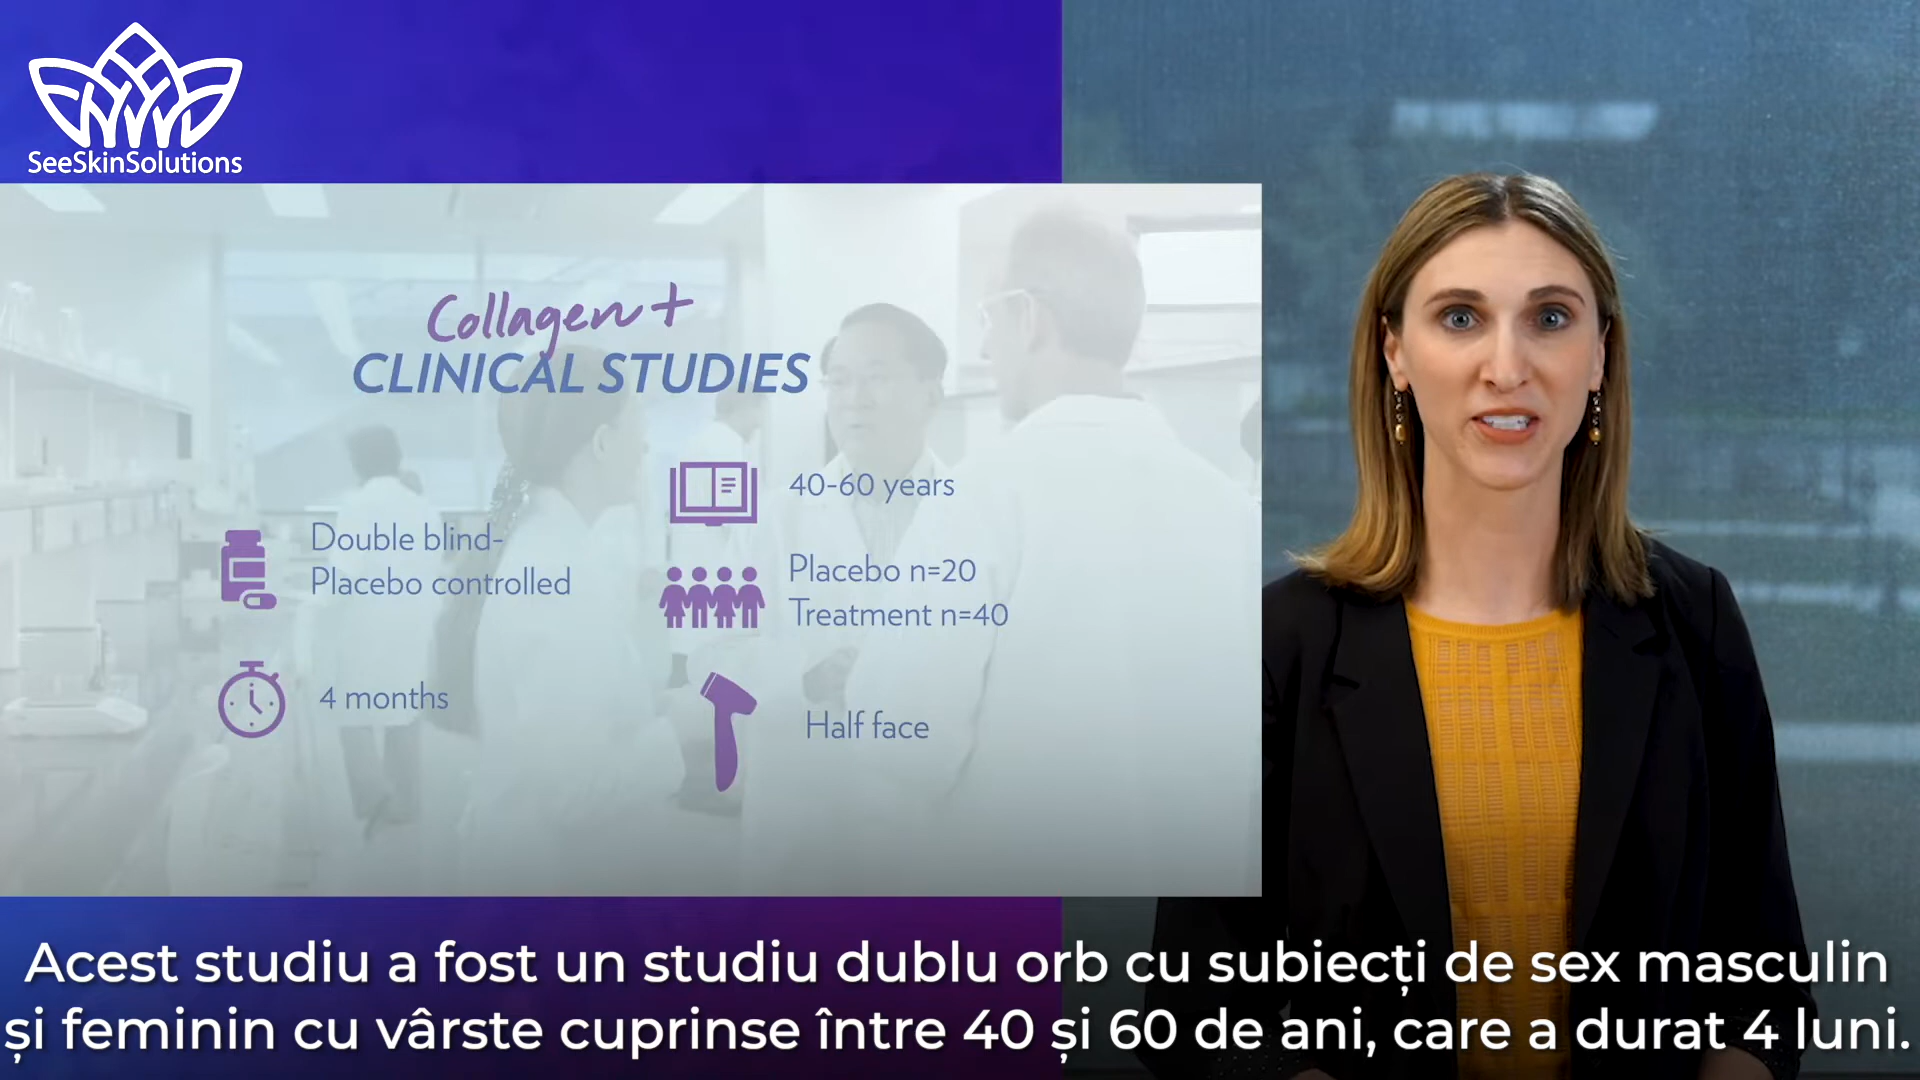 SeeSkinSolutions
Collagen+
CLINICAL STUDIES
Double blind-
Placebo controlled
4 months
40-60 years
Placebo n=20
Treatment n=40
Half face
Acest studiu a fost un studiu dublu orb cu subiecți de sex masculin
și feminin cu vârste cuprinse între 40 și 60 de ani, care a durat 4 luni.